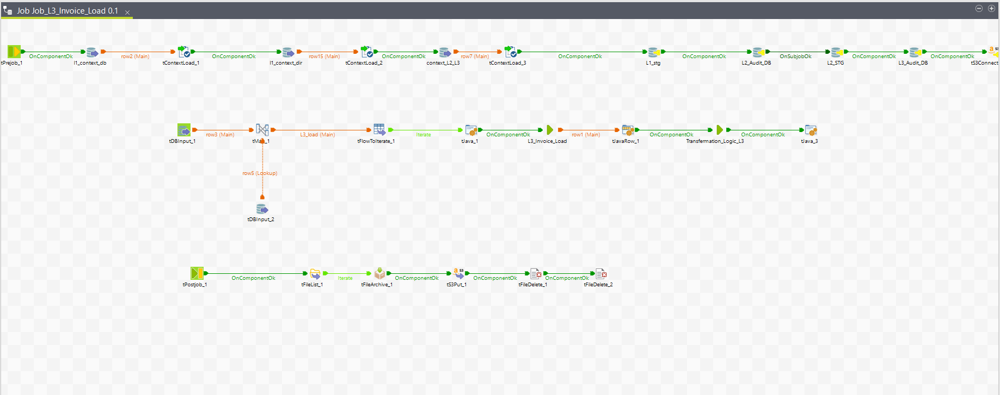 Job Job_L3_Invoice_Load 0.1
OnComponentOk row2 (Main) OnComponentOk row15 (Main) OnComponentOk row7 (Main) OnComponentOk OnComponentOk OnSubjobOk OnComponentOk OnComponentOk
tPrejob_1 l1_context_db tContextLoad_1 l1_context_dir tContextLoad_2 context_L2_L3 tContextLoad_3 L1_stg L2_Audit_DB L2_STG L3_Audit_DB tS3Connect
row3 (Main) L3_load (Main) Iterate OnComponentOk row1 (Main) OnComponentOk OnComponentOk
tDBInput_1 tMap_1 tFlowToIterate_1 tJava_1 L3_Invoice_Load tJavaRow_1 Transfermation_Logic_L3 tJava_3
row5 (Lookup)
tDBInput_2
OnComponentOk Iterate OnComponentOk OnComponentOk OnComponentOk
tPostjob_1 tFileList_1 tFileArchive_1 tS3Put_1 tFileDelete_1 tFileDelete_2